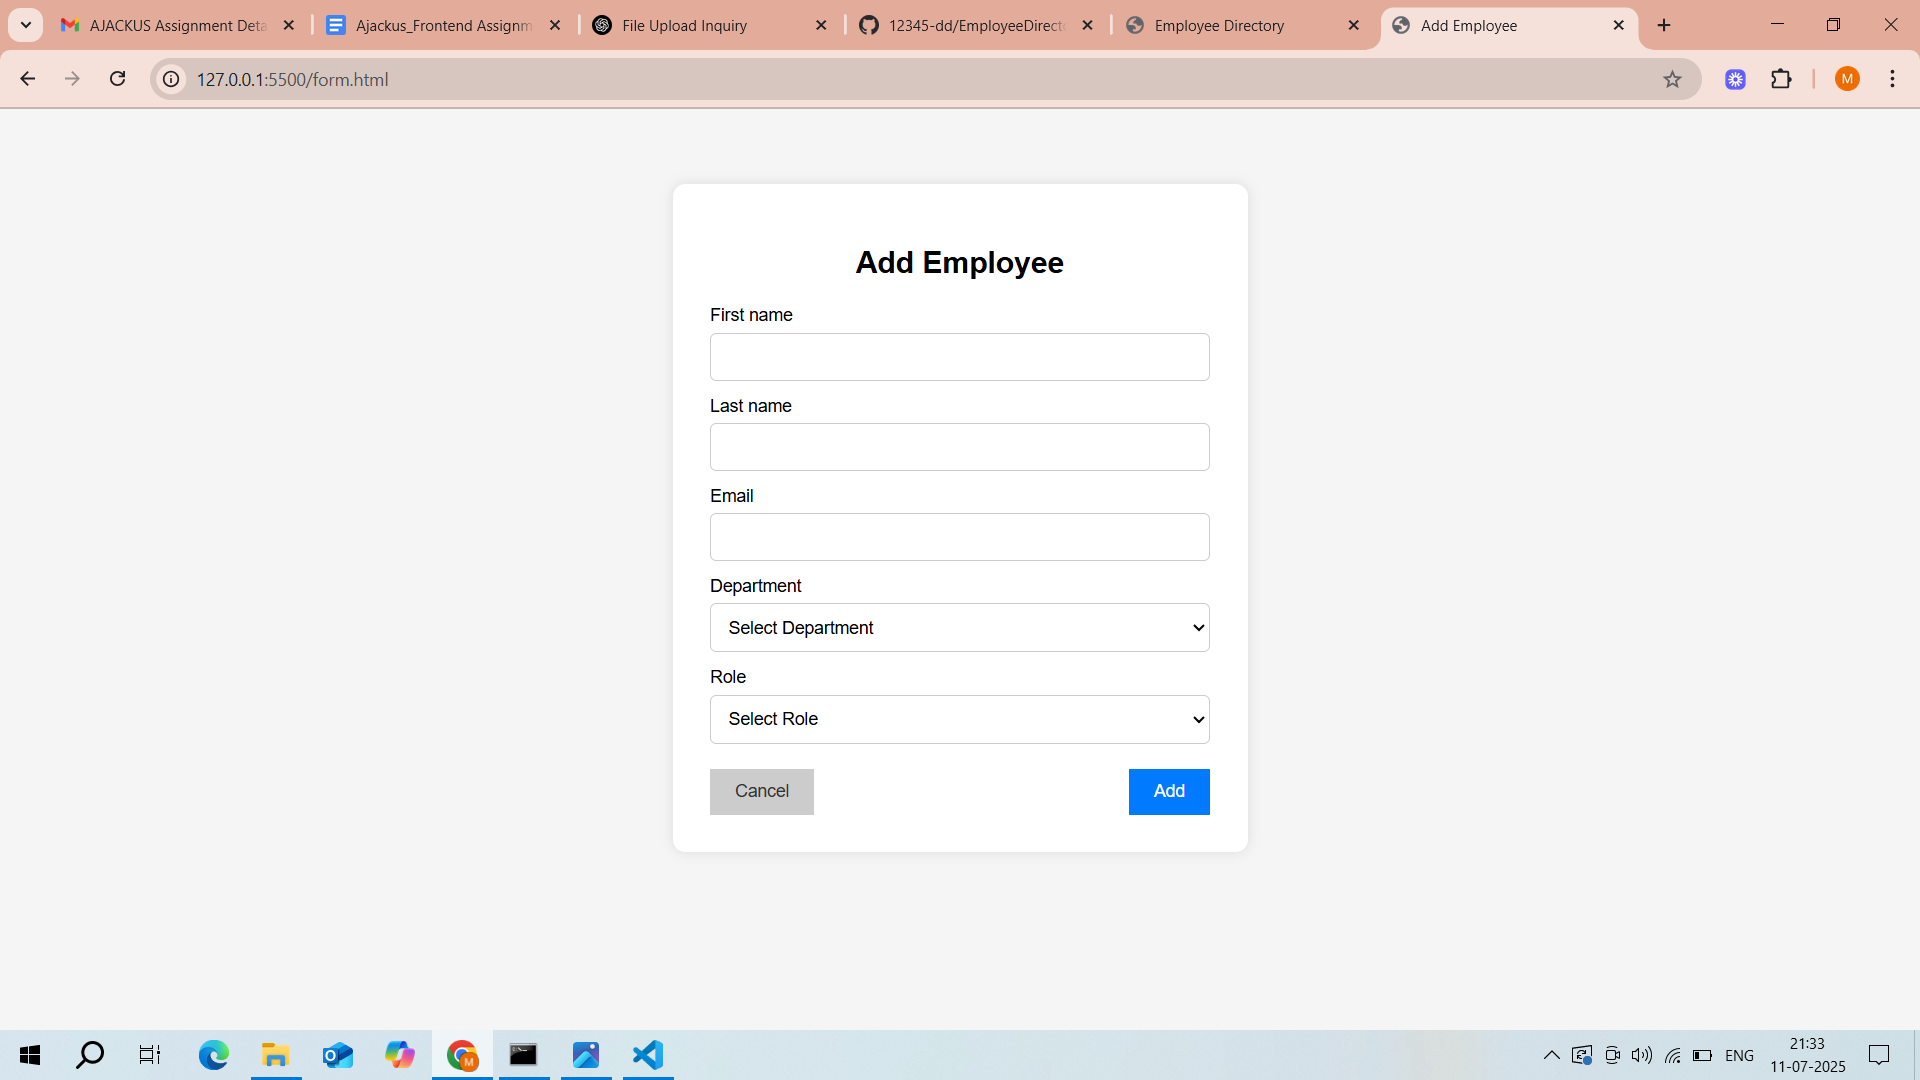 AJACKUS Assignment Deta
Ajackus_Frontend Assignm
File Upload Inquiry
12345-dd/EmployeeDirecto
Employee Directory
Add Employee
127.0.0.1:5500/form.html
M
Add Employee
First name
Last name
Email
Department
Select Department
Role
Select Role
Cancel
Add
M
ENG
21:33
11-07-2025